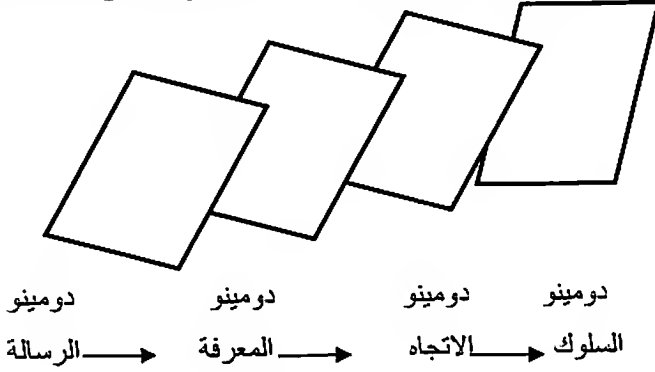 دومينو دومينو دومينو دومينو
الرسالة → المعرفة → الاتجاه → السلوك